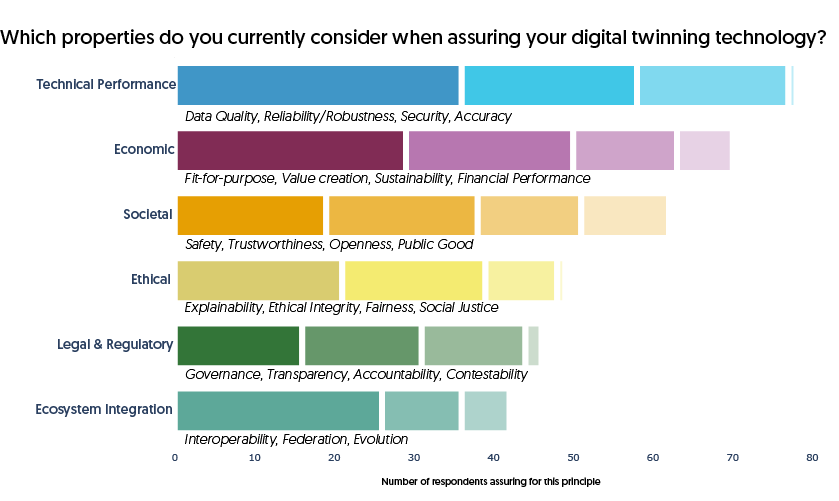 Which properties do you currently consider when assuring your digital twinning technology?
Technical Performance
Data Quality, Reliability/Robustness, Security, Accuracy
Economic
Fit-for-purpose, Value creation, Sustainability, Financial Performance
Societal
Safety, Trustworthiness, Openness, Public Good
Ethical
Explainability, Ethical Integrity, Fairness, Social Justice
Legal & Regulatory
Governance, Transparency, Accountability, Contestability
Ecosystem Integration
Interoperability, Federation, Evolution
0 10 20 30 40 50 60 70 80
Number of respondents assuring for this principle